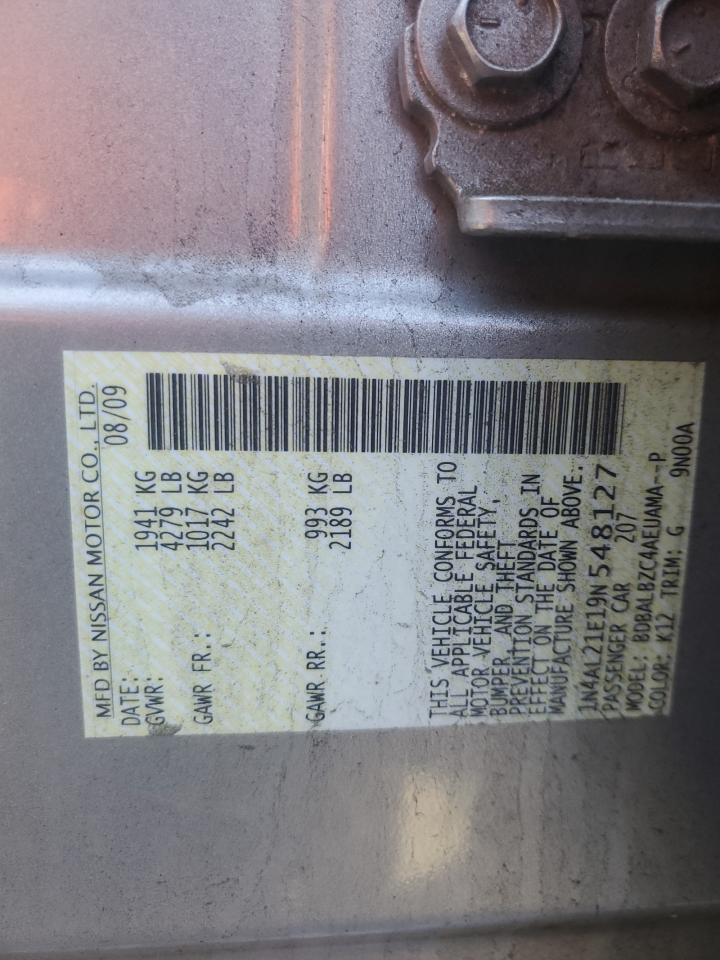 MFD BY NISSAN MOTOR CO., LTD.
DATE: 08/09
GVWR: 1941 KG
4279 LB
GAWR FR.: 1017 KG
2242 LB
GAWR RR.: 993 KG
2189 LB
THIS VEHICLE CONFORMS TO
ALL APPLICABLE FEDERAL
MOTOR VEHICLE SAFETY,
BUMPER, AND THEFT
PREVENTION STANDARDS IN
EFFECT ON THE DATE OF
MANUFACTURE SHOWN ABOVE.
1N4AL21E19N548127
PASSENGER CAR 207
MODEL: BDBALBZC4AEUAMA--P
COLOR: K12 TRIM: G 9N00A